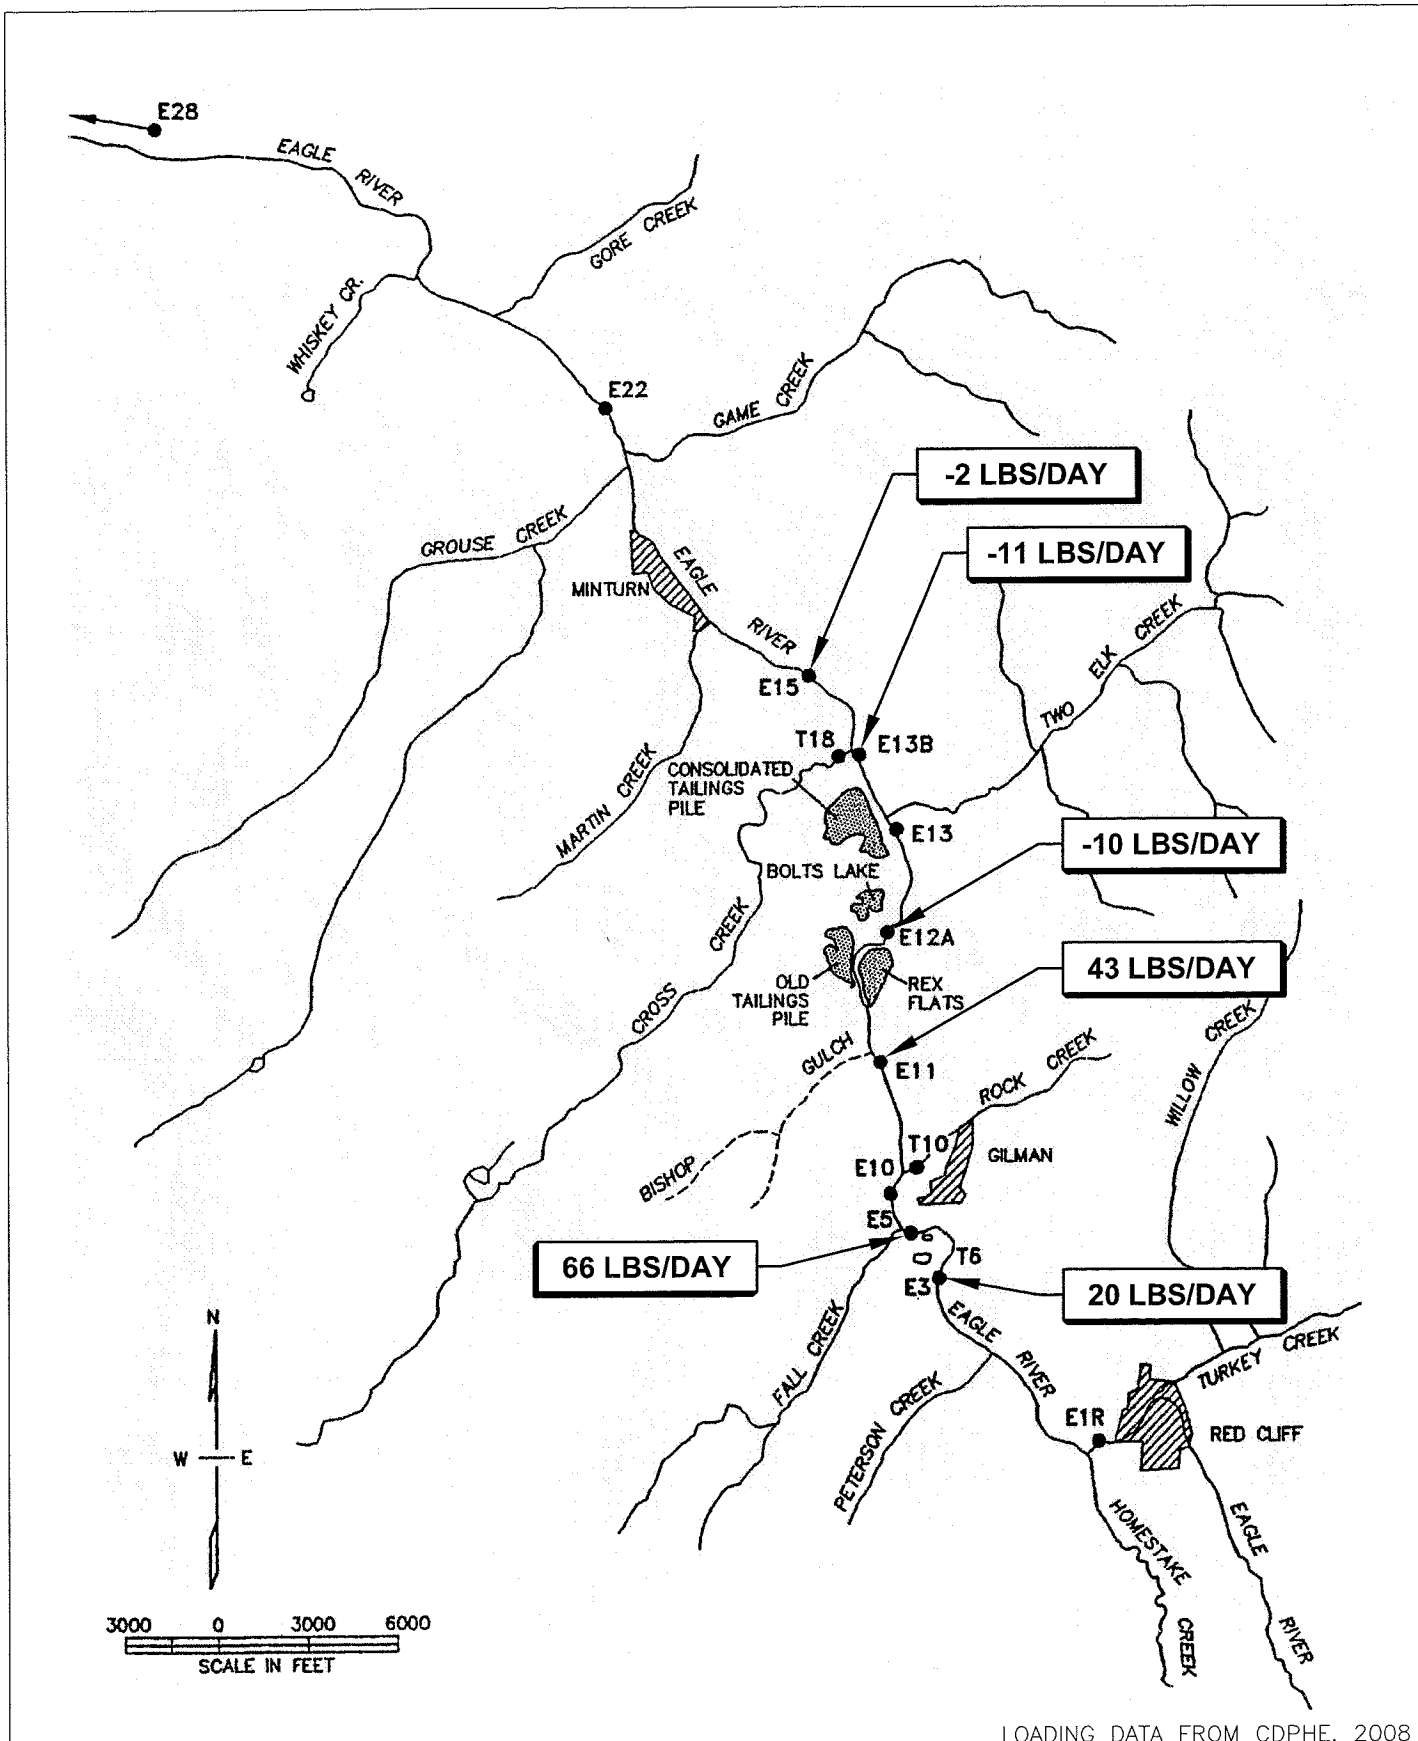 E28
EAGLE
RIVER
GORE CREEK
WHISKEY CR.
E22
GAME CREEK
-2 LBS/DAY
-11 LBS/DAY
GROUSE CREEK
EAGLE
MINTURN
RIVER
TWO ELK CREEK
E15
T18
E13B
CONSOLIDATED
TAILINGS
PILE
MARTIN CREEK
E13
-10 LBS/DAY
BOLTS LAKE
E12A
CROSS CREEK
OLD
TAILINGS
PILE
REX
FLATS
43 LBS/DAY
BISHOP GULCH
E11
ROCK CREEK
WILLOW CREEK
T10
E10
GILMAN
E5
66 LBS/DAY
T6
E3
20 LBS/DAY
EAGLE
RIVER
FALL CREEK
PETERSON CREEK
TURKEY CREEK
E1R
RED CLIFF
HOMESTAKE
CREEK
EAGLE
RIVER
N
W E
3000 0 3000 6000
SCALE IN FEET
LOADING DATA FROM CDPHE, 2008